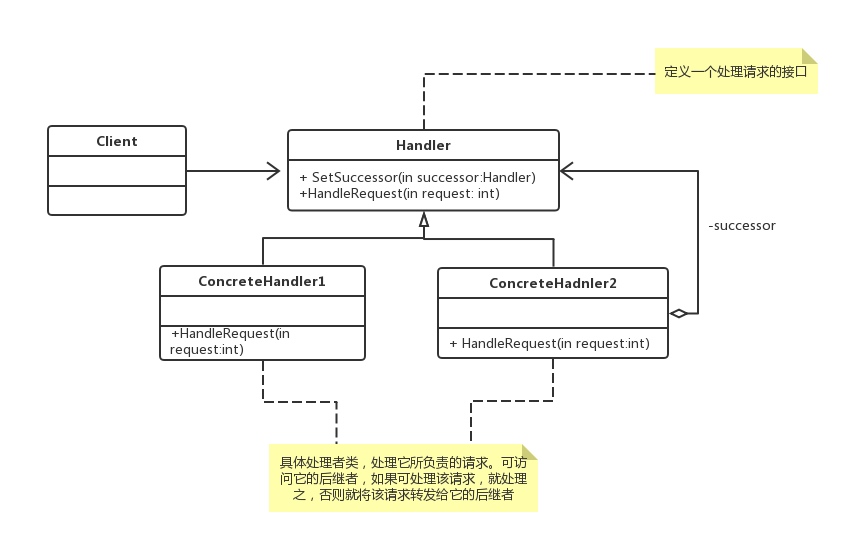 定义一个处理请求的接口
Client
Handler
+ SetSuccessor(in successor:Handler)
+HandleRequest(in request: int)
-successor
ConcreteHandler1
+HandleRequest(in
request:int)
ConcreteHadnler2
+ HandleRequest(in request:int)
具体处理者类，处理它所负责的请求。可访
问它的后继者，如果可处理该请求，就处理
之，否则就将该请求转发给它的后继者